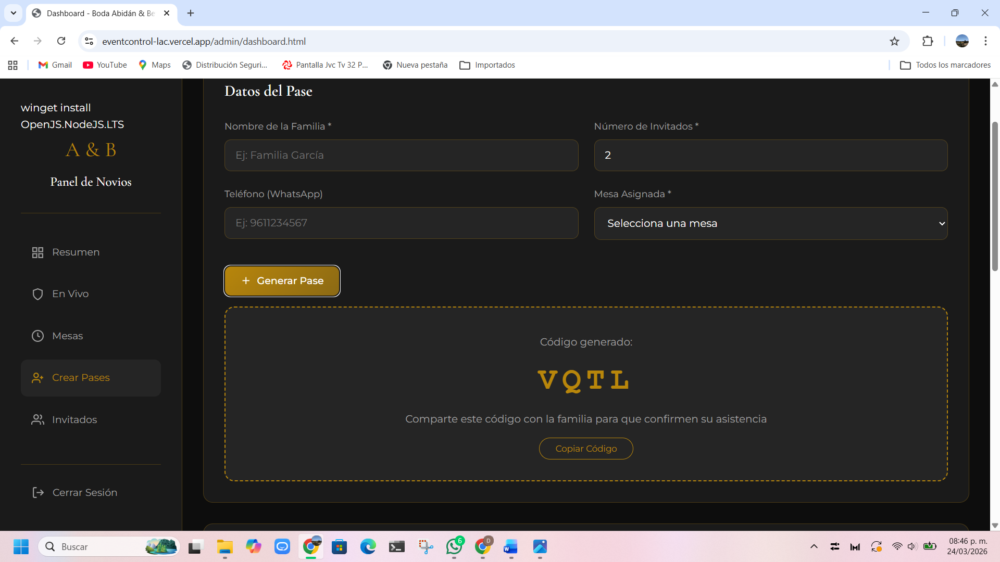 Dashboard - Boda Abidán & Be
eventcontrol-lac.vercel.app/admin/dashboard.html
Gmail
YouTube
Maps
Distribución Seguri...
Pantalla Jvc Tv 32 P...
Nueva pestaña
Importados
Todos los marcadores
winget install
OpenJS.NodeJS.LTS
A & B
Panel de Novios
Resumen
En Vivo
Mesas
Crear Pases
Invitados
Cerrar Sesión
Datos del Pase
Nombre de la Familia *
Número de Invitados *
Ej: Familia García
2
Teléfono (WhatsApp)
Mesa Asignada *
Ej: 9611234567
Selecciona una mesa
+ Generar Pase
Código generado:
VQTL
Comparte este código con la familia para que confirmen su asistencia
Copiar Código
Buscar
6
D
W
08:46 p. m.
24/03/2026